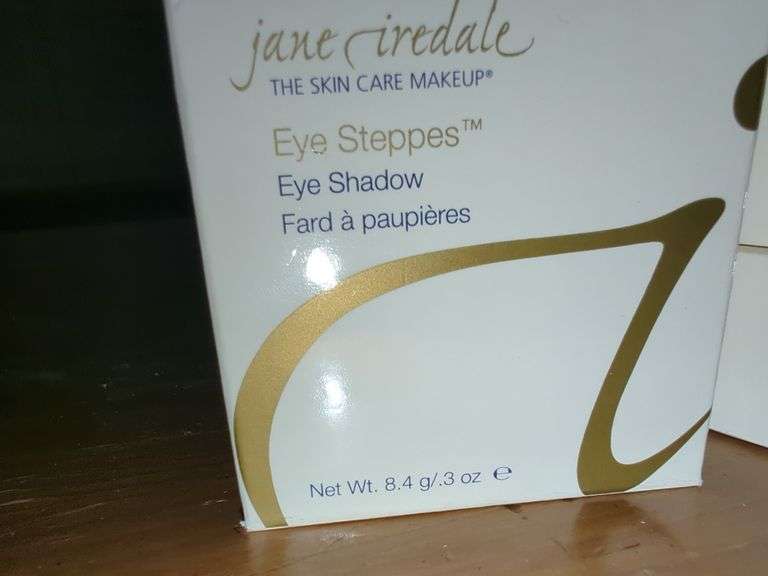 jane iredale
THE SKIN CARE MAKEUP®
Eye Steppes™
Eye Shadow
Fard à paupières
Net Wt. 8.4 g/.3 oz ℮